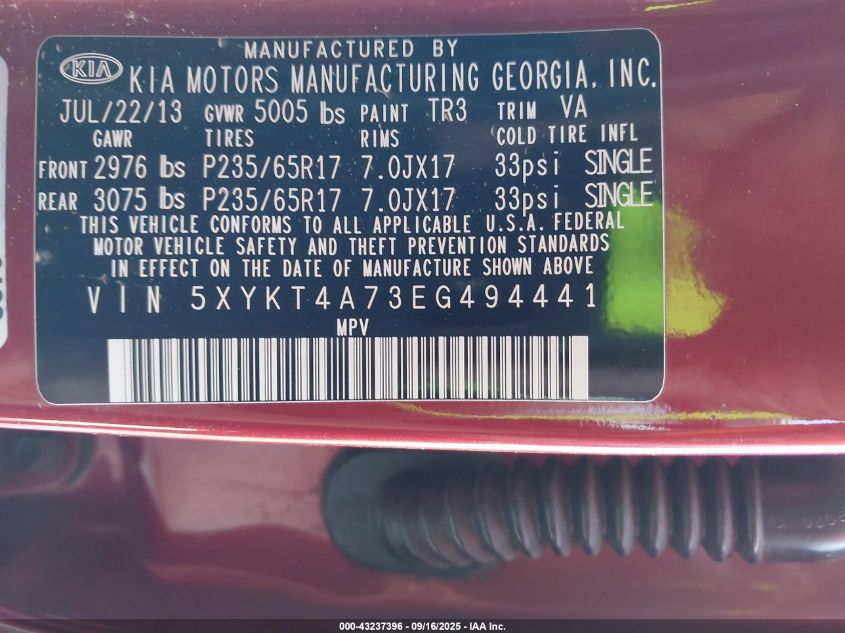 MANUFACTURED BY
KIA KIA MOTORS MANUFACTURING GEORGIA, INC.
JUL/22/13 GVWR 5005 lbs PAINT TR3 TRIM VA
GAWR TIRES RIMS COLD TIRE INFL
FRONT 2976 lbs P235/65R17 7.0JX17 33psi SINGLE
REAR 3075 lbs P235/65R17 7.0JX17 33psi SINGLE
THIS VEHICLE CONFORMS TO ALL APPLICABLE U.S.A. FEDERAL
MOTOR VEHICLE SAFETY AND THEFT PREVENTION STANDARDS
IN EFFECT ON THE DATE OF MANUFACTURE SHOWN ABOVE
VIN 5XYKT4A73EG494441
MPV
000-43237396 - 09/16/2025 - IAA Inc.